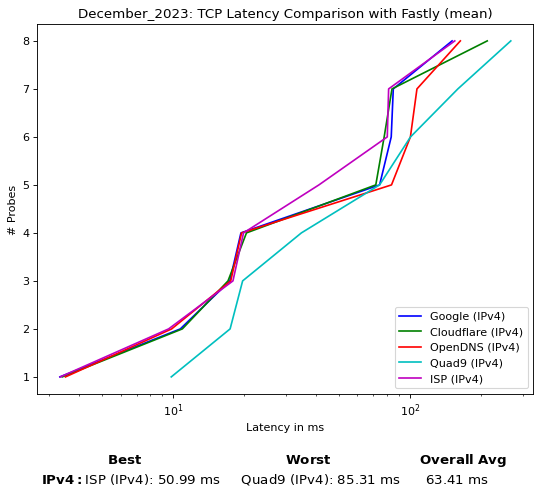 December_2023: TCP Latency Comparison with Fastly (mean)
8
7
6
5
4
3
2
1
# Probes
Google (IPv4)
Cloudflare (IPv4)
OpenDNS (IPv4)
Quad9 (IPv4)
ISP (IPv4)
10¹ 10²
Latency in ms
Best Worst Overall Avg
IPv4: ISP (IPv4): 50.99 ms Quad9 (IPv4): 85.31 ms 63.41 ms